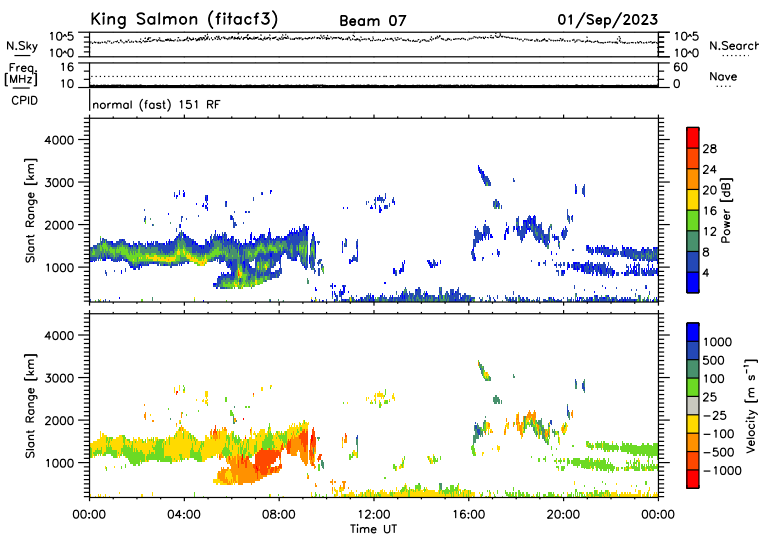 King Salmon (fitacf3) Beam 07 01/Sep/2023
N.Sky 10^5 10^0 10^5 10^0 N.Search
Freq. [MHz] 16 10 60 0 Nave
CPID normal (fast) 151 RF
Slant Range [km] 4000 3000 2000 1000
Power [dB] 28 24 20 16 12 8 4
Slant Range [km] 4000 3000 2000 1000
Velocity [m s^-1] 1000 500 100 25 -25 -100 -500 -1000
00:00 04:00 08:00 12:00 16:00 20:00 00:00
Time UT